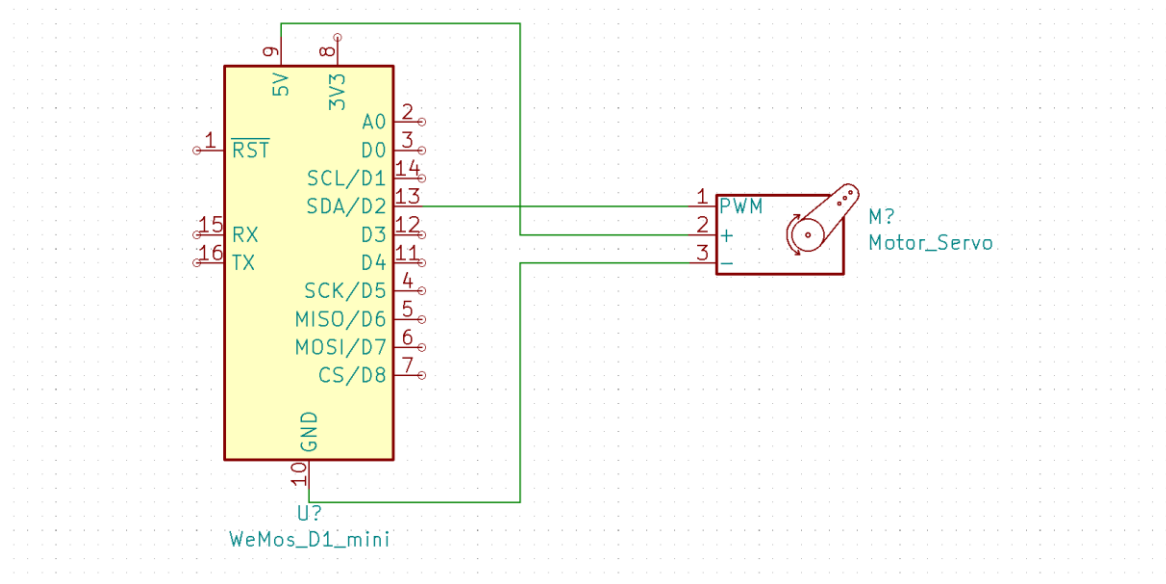 9
8
5V
3V3
A0 2
1 RST
D0 3
SCL/D1 14
SDA/D2 13
1 PWM
M?
15 RX
D3 12
2 +
Motor_Servo
16 TX
D4 11
3 -
SCK/D5 4
MISO/D6 5
MOSI/D7 6
CS/D8 7
GND
10
U?
WeMos_D1_mini